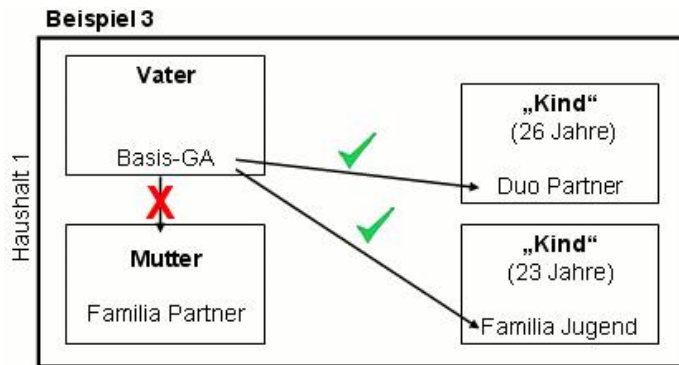 Beispiel 3
Haushalt 1
Vater
Basis-GA
X
Mutter
Familia Partner
„Kind“
(26 Jahre)
Duo Partner
„Kind“
(23 Jahre)
Familia Jugend